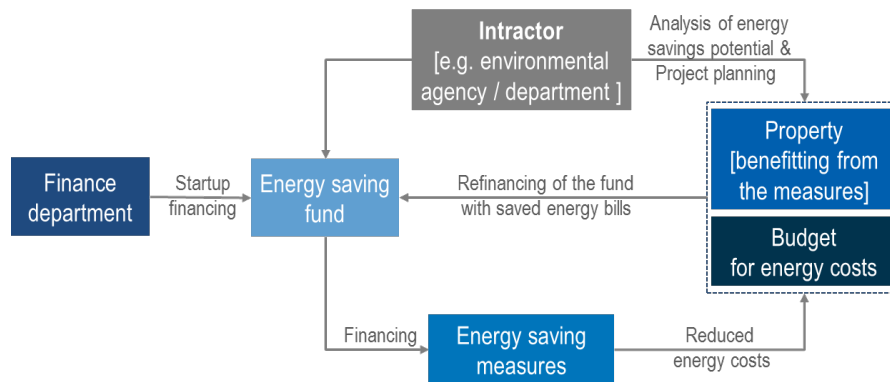 Intractor
[e.g. environmental
agency / department ]
Analysis of energy
savings potential &
Project planning
Property
[benefitting from
the measures]
Finance
department
Startup
financing
Energy saving
fund
Refinancing of the fund
with saved energy bills
Budget
for energy costs
Financing
Energy saving
measures
Reduced
energy costs